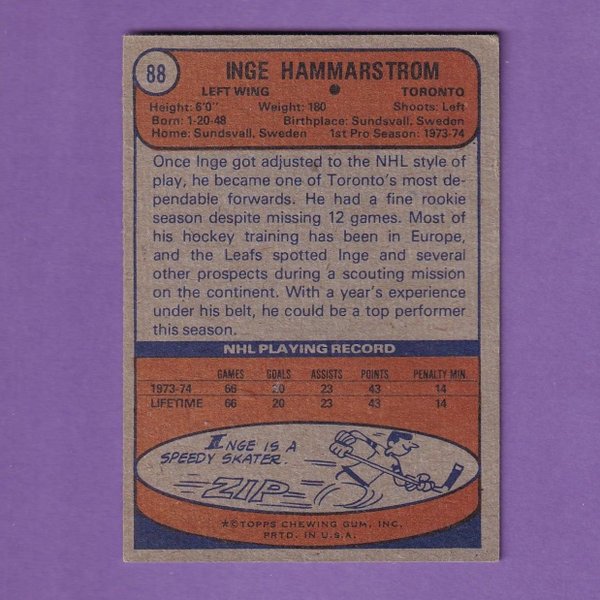 88
INGE HAMMARSTROM
LEFT WING ● TORONTO
Height: 6'0" Weight: 180 Shoots: Left
Born: 1-20-48 Birthplace: Sundsvall, Sweden
Home: Sundsvall, Sweden 1st Pro Season: 1973-74
Once Inge got adjusted to the NHL style of
play, he became one of Toronto's most de-
pendable forwards. He had a fine rookie
season despite missing 12 games. Most of
his hockey training has been in Europe,
and the Leafs spotted Inge and several
other prospects during a scouting mission
on the continent. With a year's experience
under his belt, he could be a top performer
this season.
NHL PLAYING RECORD
GAMES GOALS ASSISTS POINTS PENALTY MIN.
1973-74 66 20 23 43 14
LIFETIME 66 20 23 43 14
INGE IS A
SPEEDY SKATER.
ZIP
★©TOPPS CHEWING GUM, INC.
PRTD. IN U.S.A.